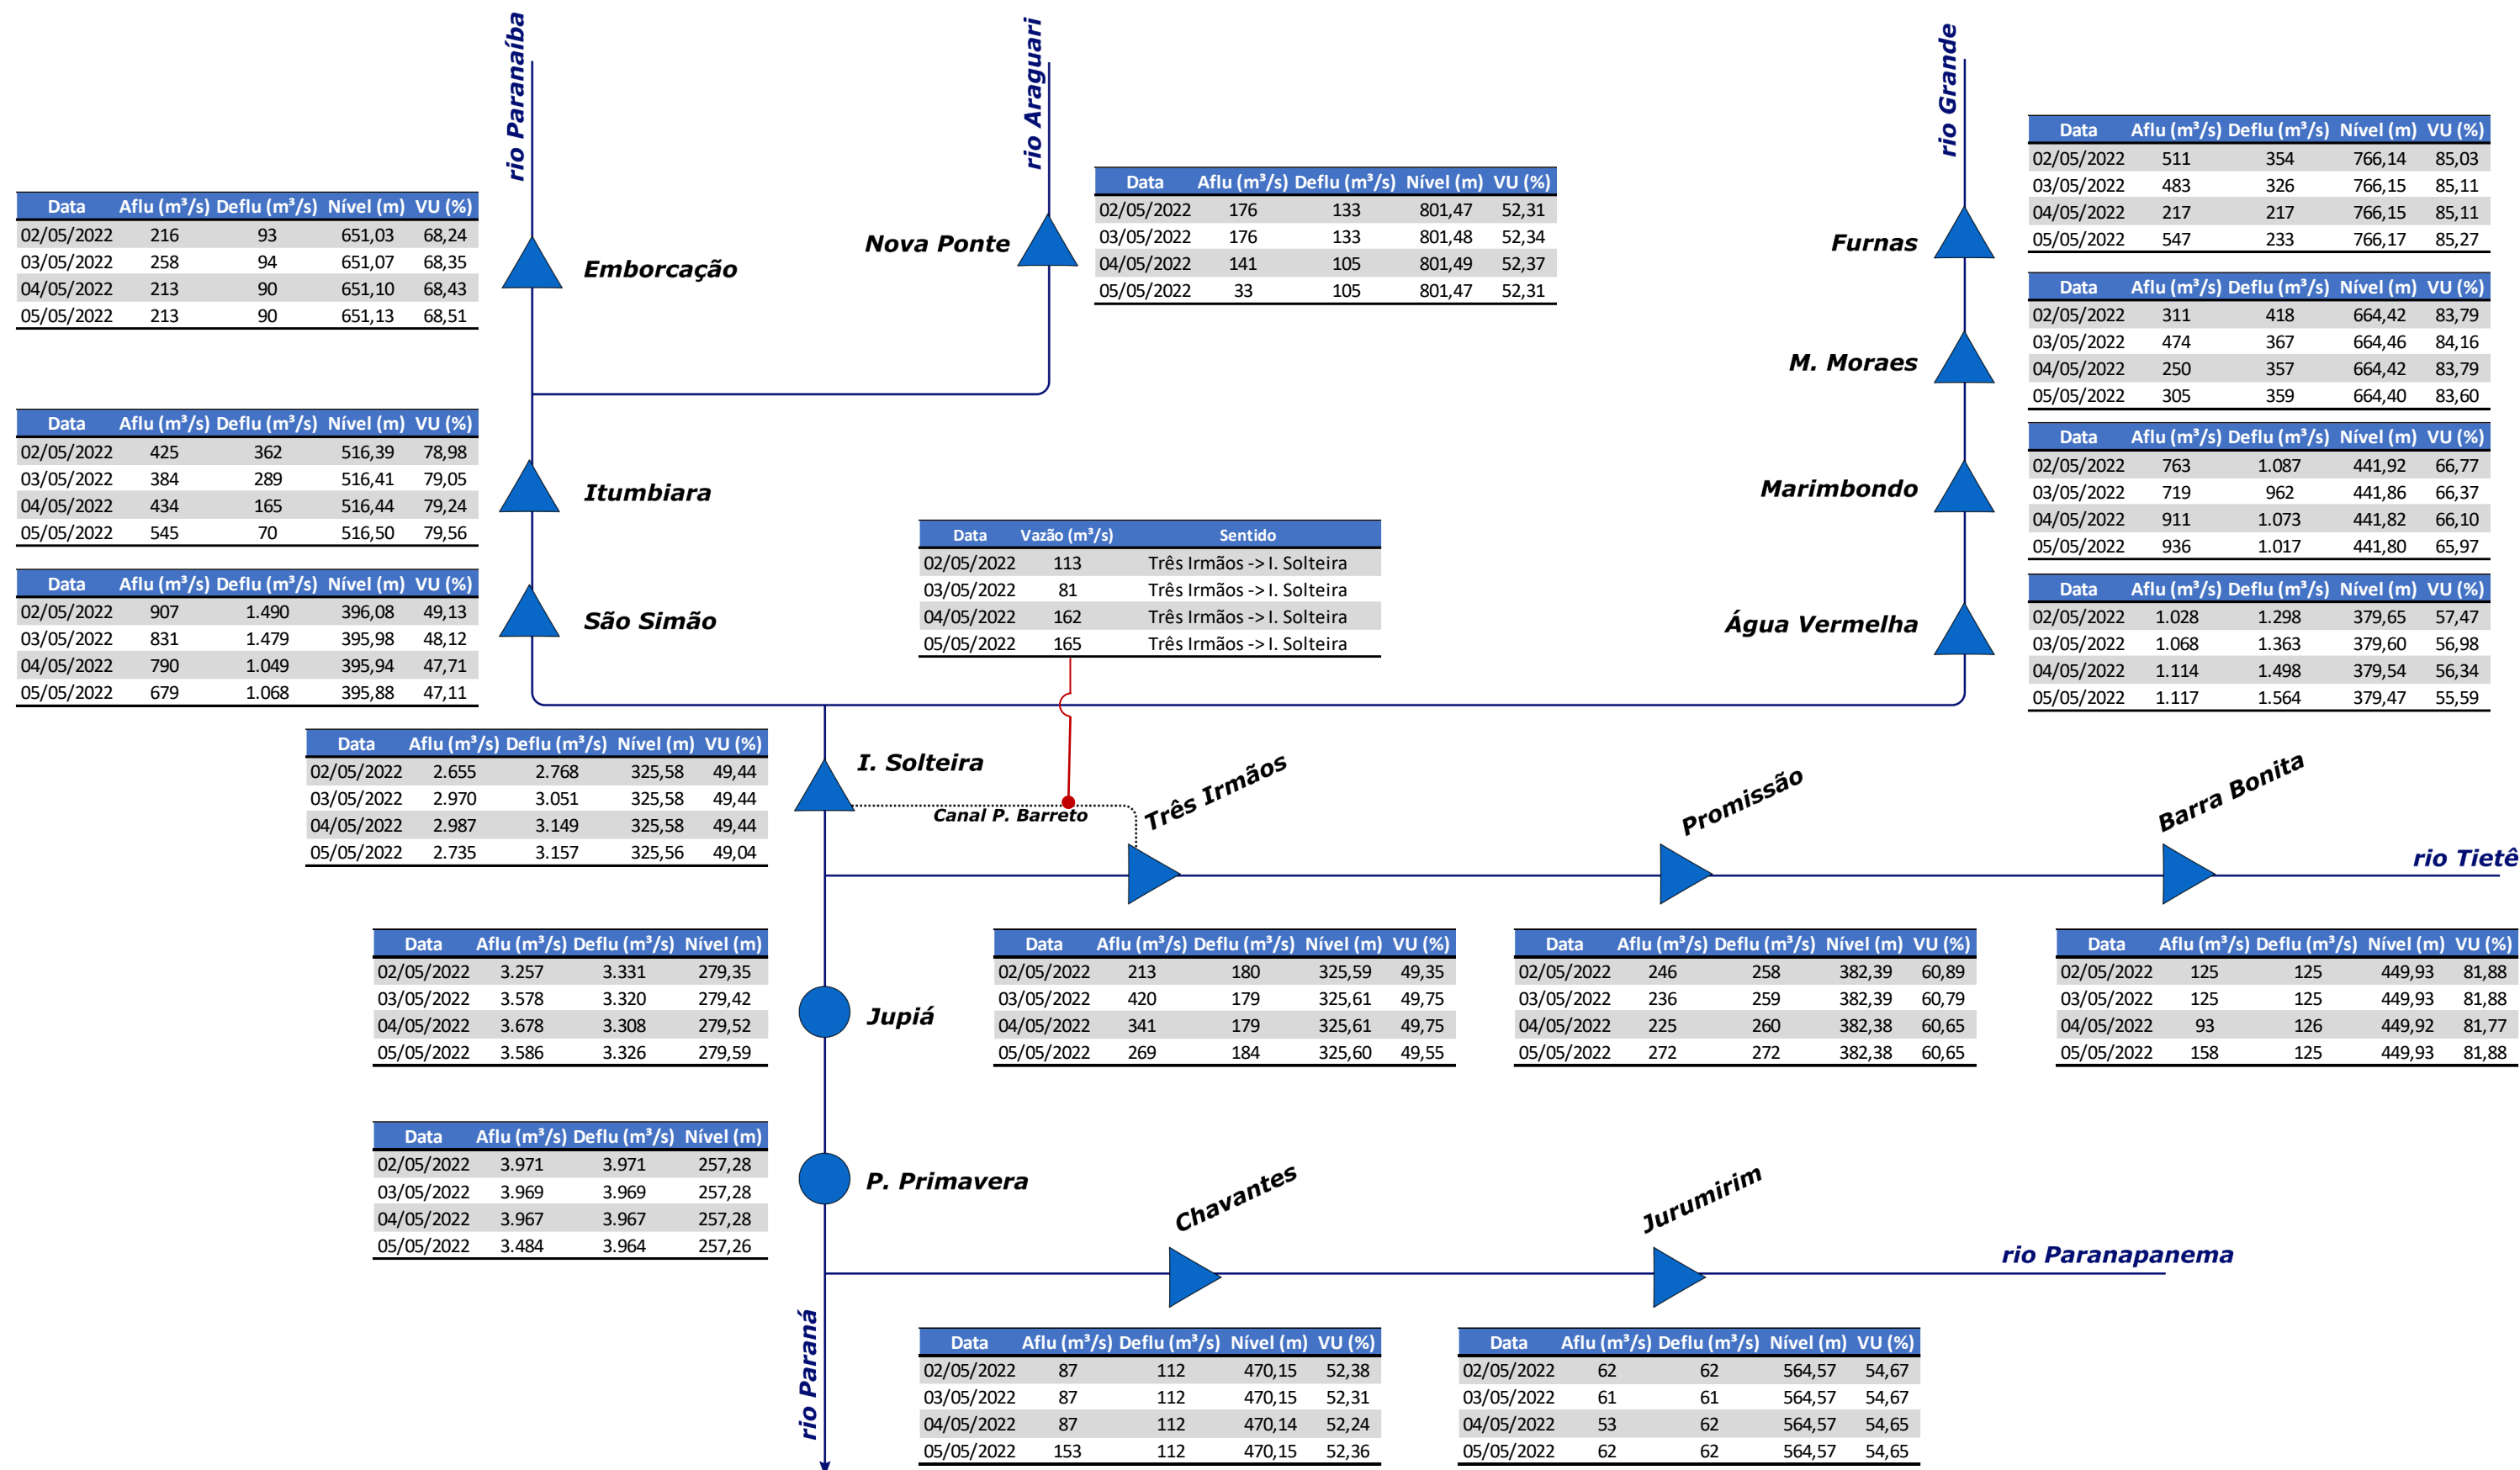 rio Paranaíba
rio Araguari
rio Grande
Data Aflu (m³/s) Deflu (m³/s) Nível (m) VU (%)
02/05/2022 511 354 766,14 85,03
03/05/2022 483 326 766,15 85,11
04/05/2022 217 217 766,15 85,11
05/05/2022 547 233 766,17 85,27
Furnas
Data Aflu (m³/s) Deflu (m³/s) Nível (m) VU (%)
02/05/2022 176 133 801,47 52,31
03/05/2022 176 133 801,48 52,34
04/05/2022 141 105 801,49 52,37
05/05/2022 33 105 801,47 52,31
Nova Ponte
Data Aflu (m³/s) Deflu (m³/s) Nível (m) VU (%)
02/05/2022 216 93 651,03 68,24
03/05/2022 258 94 651,07 68,35
04/05/2022 213 90 651,10 68,43
05/05/2022 213 90 651,13 68,51
Emborcação
Data Aflu (m³/s) Deflu (m³/s) Nível (m) VU (%)
02/05/2022 311 418 664,42 83,79
03/05/2022 474 367 664,46 84,16
04/05/2022 250 357 664,42 83,79
05/05/2022 305 359 664,40 83,60
M. Moraes
Data Aflu (m³/s) Deflu (m³/s) Nível (m) VU (%)
02/05/2022 425 362 516,39 78,98
03/05/2022 384 289 516,41 79,05
04/05/2022 434 165 516,44 79,24
05/05/2022 545 70 516,50 79,56
Itumbiara
Data Aflu (m³/s) Deflu (m³/s) Nível (m) VU (%)
02/05/2022 763 1.087 441,92 66,77
03/05/2022 719 962 441,86 66,37
04/05/2022 911 1.073 441,82 66,10
05/05/2022 936 1.017 441,80 65,97
Marimbondo
Data Vazão (m³/s) Sentido
02/05/2022 113 Três Irmãos -> I. Solteira
03/05/2022 81 Três Irmãos -> I. Solteira
04/05/2022 162 Três Irmãos -> I. Solteira
05/05/2022 165 Três Irmãos -> I. Solteira
Data Aflu (m³/s) Deflu (m³/s) Nível (m) VU (%)
02/05/2022 907 1.490 396,08 49,13
03/05/2022 831 1.479 395,98 48,12
04/05/2022 790 1.049 395,94 47,71
05/05/2022 679 1.068 395,88 47,11
São Simão
Data Aflu (m³/s) Deflu (m³/s) Nível (m) VU (%)
02/05/2022 1.028 1.298 379,65 57,47
03/05/2022 1.068 1.363 379,60 56,98
04/05/2022 1.114 1.498 379,54 56,34
05/05/2022 1.117 1.564 379,47 55,59
Água Vermelha
Data Aflu (m³/s) Deflu (m³/s) Nível (m) VU (%)
02/05/2022 2.655 2.768 325,58 49,44
03/05/2022 2.970 3.051 325,58 49,44
04/05/2022 2.987 3.149 325,58 49,44
05/05/2022 2.735 3.157 325,56 49,04
I. Solteira
Canal P. Barreto
Três Irmãos
Promissão
Barra Bonita
rio Tietê
Data Aflu (m³/s) Deflu (m³/s) Nível (m)
02/05/2022 3.257 3.331 279,35
03/05/2022 3.578 3.320 279,42
04/05/2022 3.678 3.308 279,52
05/05/2022 3.586 3.326 279,59
Jupiá
Data Aflu (m³/s) Deflu (m³/s) Nível (m) VU (%)
02/05/2022 213 180 325,59 49,35
03/05/2022 420 179 325,61 49,75
04/05/2022 341 179 325,61 49,75
05/05/2022 269 184 325,60 49,55
Data Aflu (m³/s) Deflu (m³/s) Nível (m) VU (%)
02/05/2022 246 258 382,39 60,89
03/05/2022 236 259 382,39 60,79
04/05/2022 225 260 382,38 60,65
05/05/2022 272 272 382,38 60,65
Data Aflu (m³/s) Deflu (m³/s) Nível (m) VU (%)
02/05/2022 125 125 449,93 81,88
03/05/2022 125 125 449,93 81,88
04/05/2022 93 126 449,92 81,77
05/05/2022 158 125 449,93 81,88
Data Aflu (m³/s) Deflu (m³/s) Nível (m)
02/05/2022 3.971 3.971 257,28
03/05/2022 3.969 3.969 257,28
04/05/2022 3.967 3.967 257,28
05/05/2022 3.484 3.964 257,26
P. Primavera
Chavantes
Jurumirim
rio Paranapanema
rio Paraná
Data Aflu (m³/s) Deflu (m³/s) Nível (m) VU (%)
02/05/2022 87 112 470,15 52,38
03/05/2022 87 112 470,15 52,31
04/05/2022 87 112 470,14 52,24
05/05/2022 153 112 470,15 52,36
Data Aflu (m³/s) Deflu (m³/s) Nível (m) VU (%)
02/05/2022 62 62 564,57 54,67
03/05/2022 61 61 564,57 54,67
04/05/2022 53 62 564,57 54,65
05/05/2022 62 62 564,57 54,65